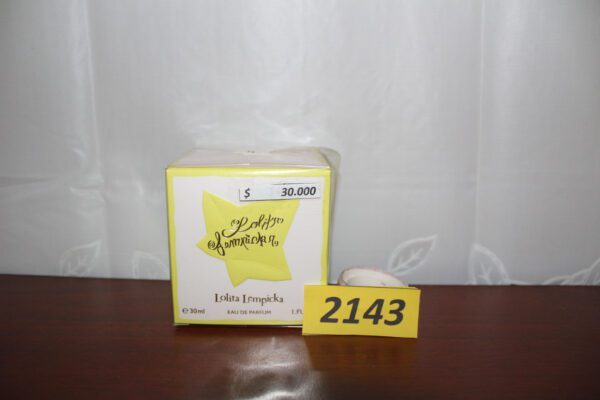 $ 30.000
Lolita
Lempicka
Lolita Lempicka
℮ 30ml EAU DE PARFUM 1.FL
2143